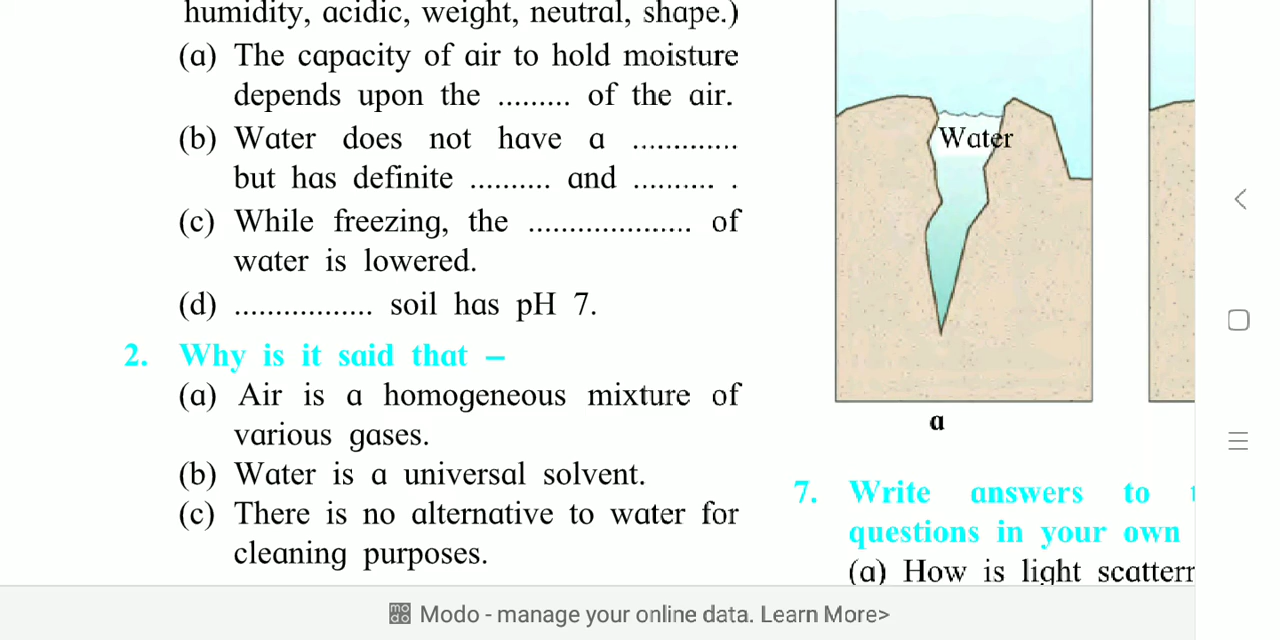 humidity, acidic, weight, neutral, shape.)
(a) The capacity of air to hold moisture
depends upon the ......... of the air.
(b) Water does not have a .............
but has definite .......... and .......... .
(c) While freezing, the ..................... of
water is lowered.
(d) ................. soil has pH 7.
2. Why is it said that –
(a) Air is a homogeneous mixture of
various gases.
(b) Water is a universal solvent.
(c) There is no alternative to water for
cleaning purposes.
Water
a
7. Write answers to
questions in your own
(a) How is light scatterr
Modo - manage your online data. Learn More>